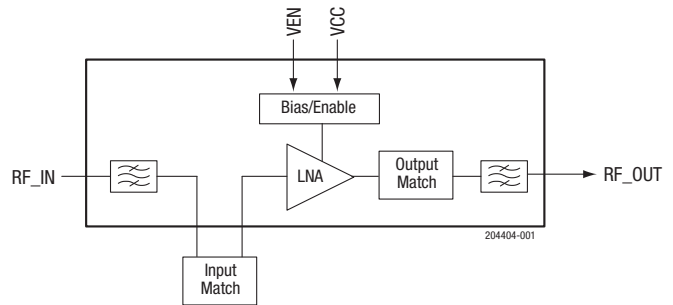 VEN
VCC
Bias/Enable
RF_IN
LNA
Output
Match
RF_OUT
204404-001
Input
Match